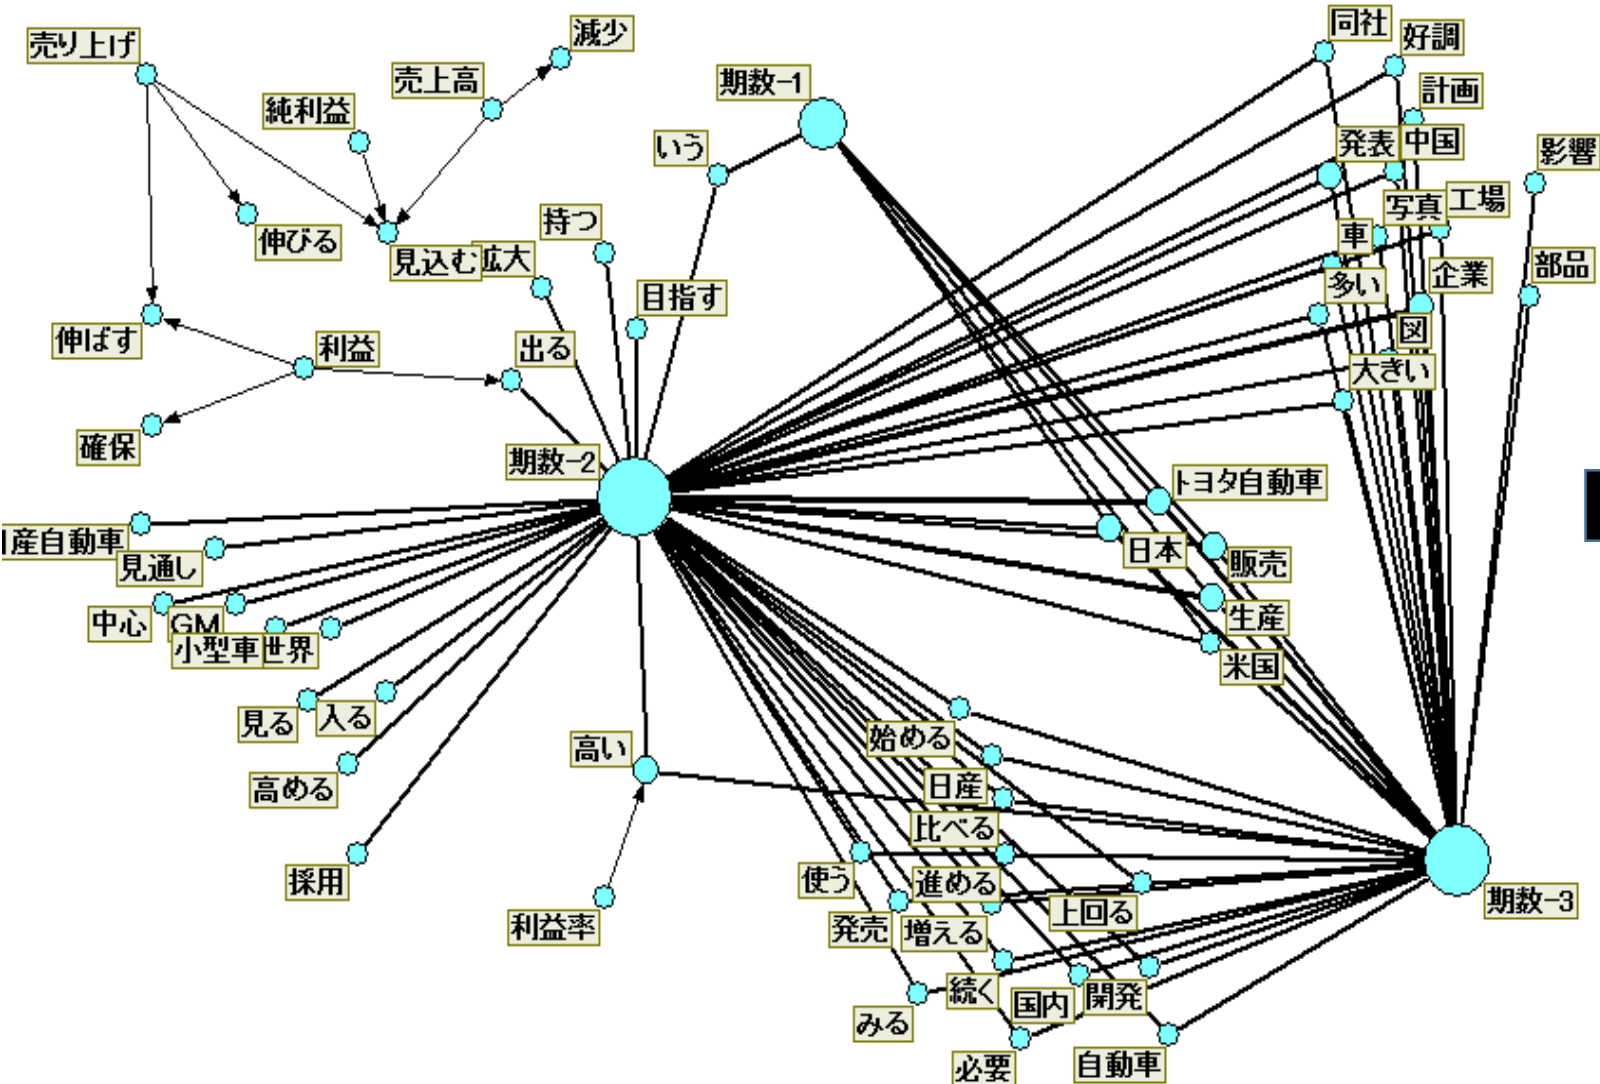 売り上げ
減少
売上高
純利益
期数-1
いう
同社
好調
計画
発表
中国
影響
写真
工場
車
企業
部品
多い
図
大きい
伸びる
見込む
拡大
持つ
目指す
伸ばす
利益
出る
確保
期数-2
トヨタ自動車
産自動車
見通し
日本
販売
中心
GM
小型車
世界
生産
米国
見る
入る
高い
始める
高める
日産
比べる
採用
使う
進める
利益率
発売
増える
上回る
期数-3
続く
国内
開発
みる
必要
自動車